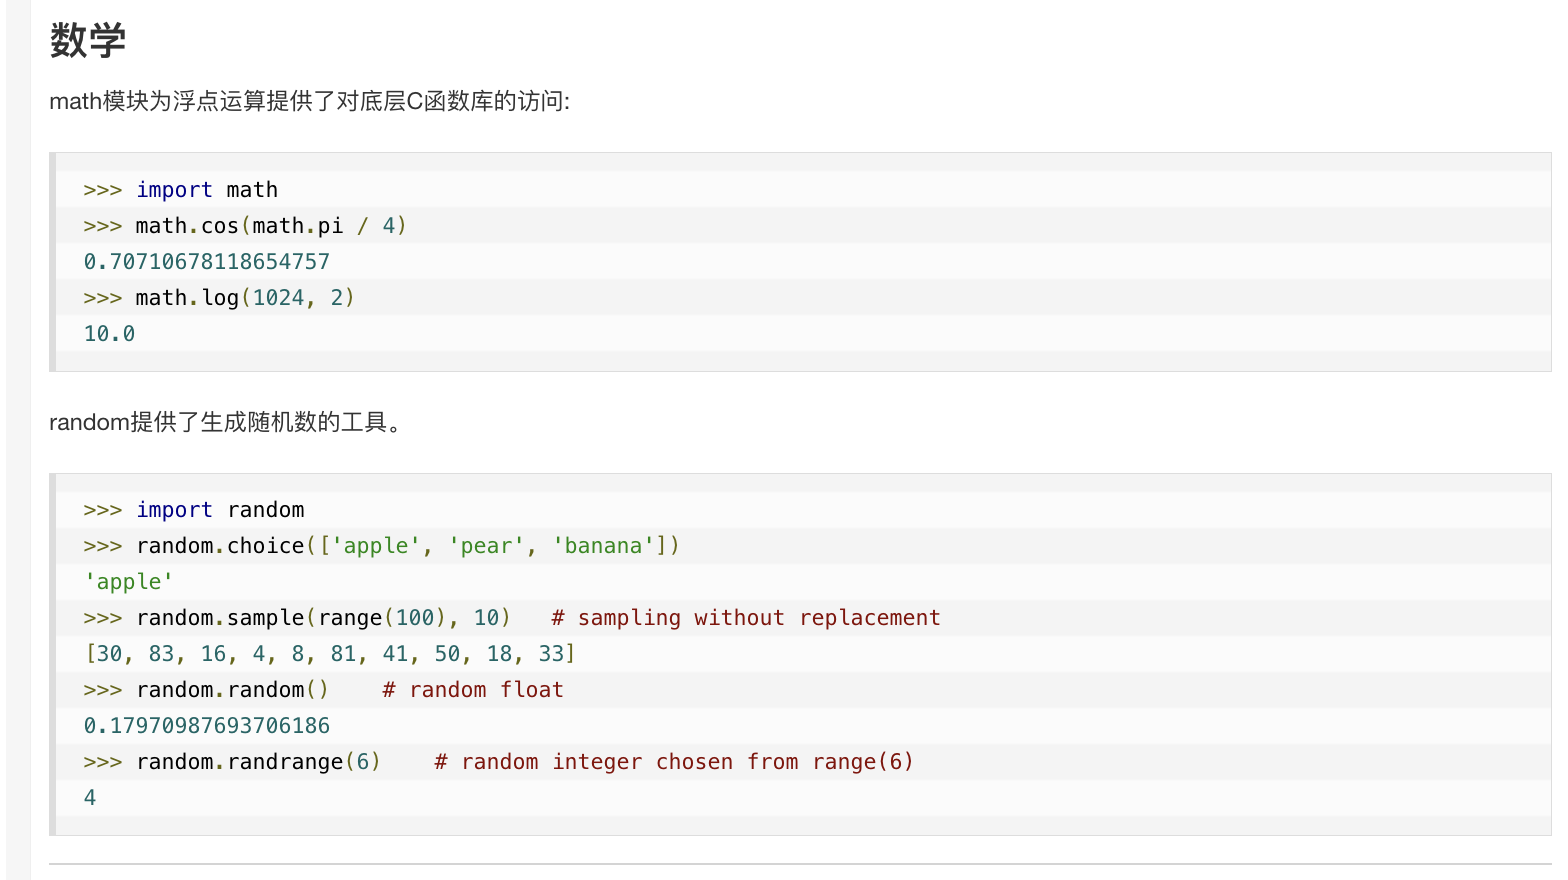 数学
math模块为浮点运算提供了对底层C函数库的访问:
>>> import math
>>> math.cos(math.pi / 4)
0.70710678118654757
>>> math.log(1024, 2)
10.0
random提供了生成随机数的工具。
>>> import random
>>> random.choice(['apple', 'pear', 'banana'])
'apple'
>>> random.sample(range(100), 10)   # sampling without replacement
[30, 83, 16, 4, 8, 81, 41, 50, 18, 33]
>>> random.random()    # random float
0.17970987693706186
>>> random.randrange(6)    # random integer chosen from range(6)
4